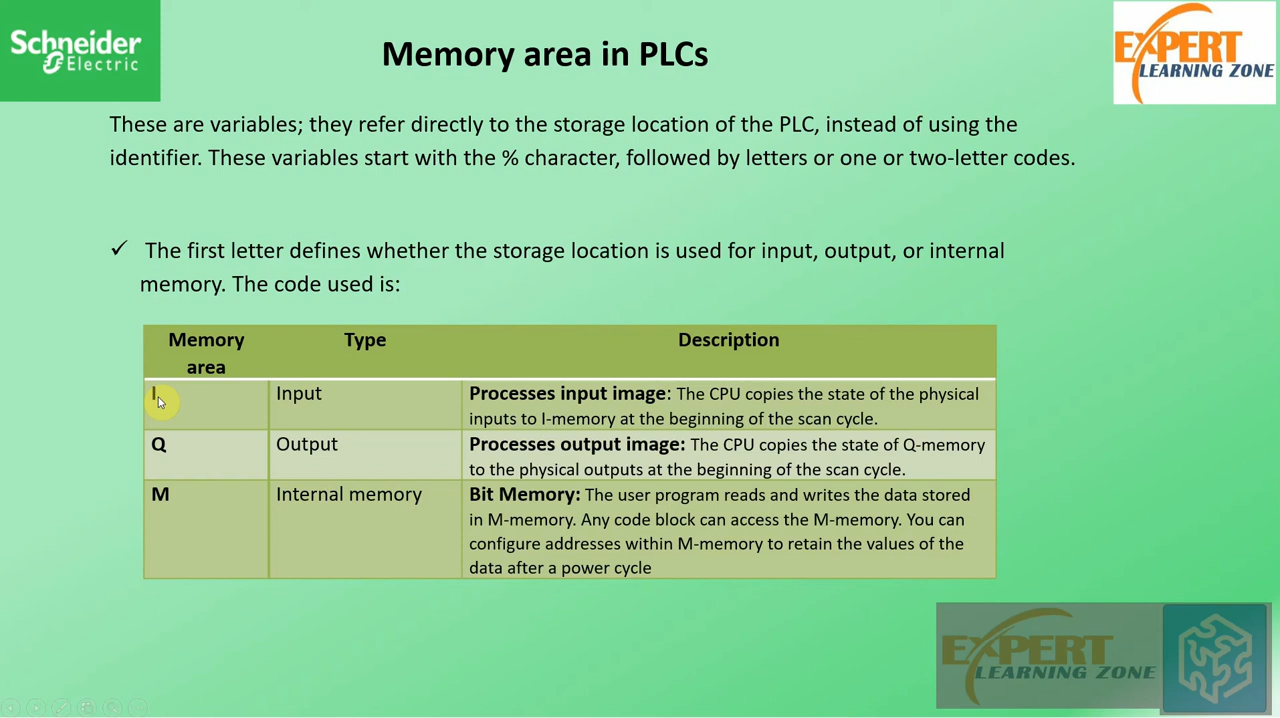 Schneider
Electric
Memory area in PLCs
EXPERT
LEARNING ZONE
These are variables; they refer directly to the storage location of the PLC, instead of using the
identifier. These variables start with the % character, followed by letters or one or two-letter codes.
✓ The first letter defines whether the storage location is used for input, output, or internal
memory. The code used is:
Memory
area
Type
Description
I
Input
Processes input image: The CPU copies the state of the physical
inputs to I-memory at the beginning of the scan cycle.
Q
Output
Processes output image: The CPU copies the state of Q-memory
to the physical outputs at the beginning of the scan cycle.
M
Internal memory
Bit Memory: The user program reads and writes the data stored
in M-memory. Any code block can access the M-memory. You can
configure addresses within M-memory to retain the values of the
data after a power cycle
EXPERT
LEARNING ZONE